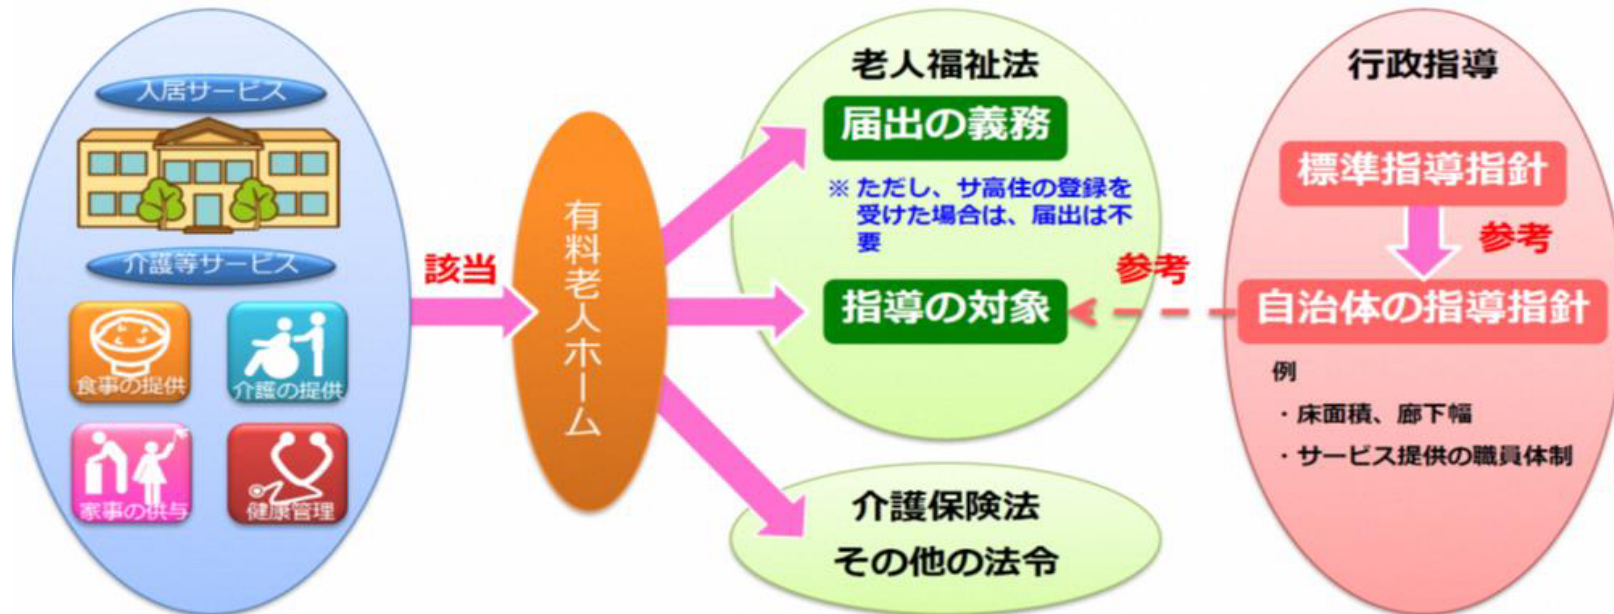 入居サービス
介護等サービス
食事の提供
介護の提供
家事の供与
健康管理
該当
有料老人ホーム
老人福祉法
届出の義務
※ ただし、サ高住の登録を
受けた場合は、届出は不
要
指導の対象
介護保険法
その他の法令
参考
行政指導
標準指導指針
参考
自治体の指導指針
例
・床面積、廊下幅
・サービス提供の職員体制